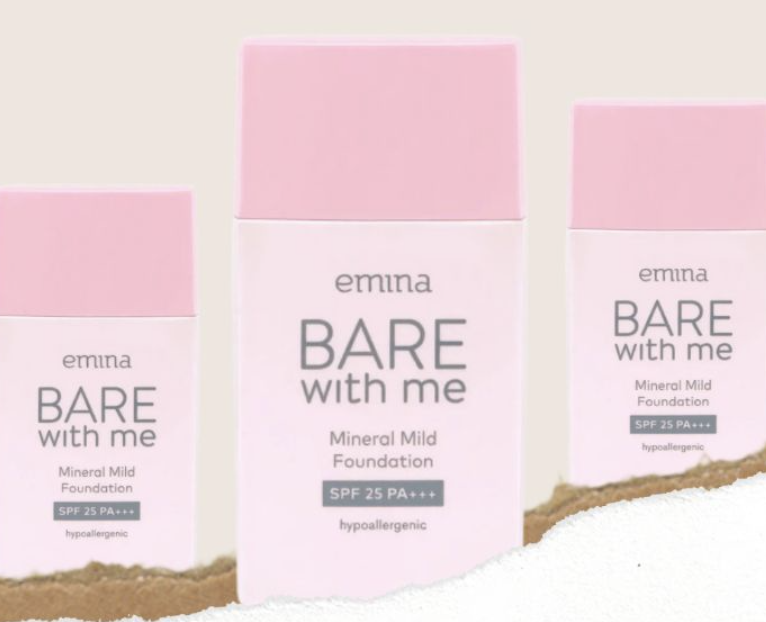 emina
BARE
with me
Mineral Mild
Foundation
SPF 25 PA+++
hypoallergenic
emina
BARE
with me
Mineral Mild
Foundation
SPF 25 PA+++
hypoallergenic
emina
BARE
with me
Mineral Mild
Foundation
SPF 25 PA+++
hypoallergenic